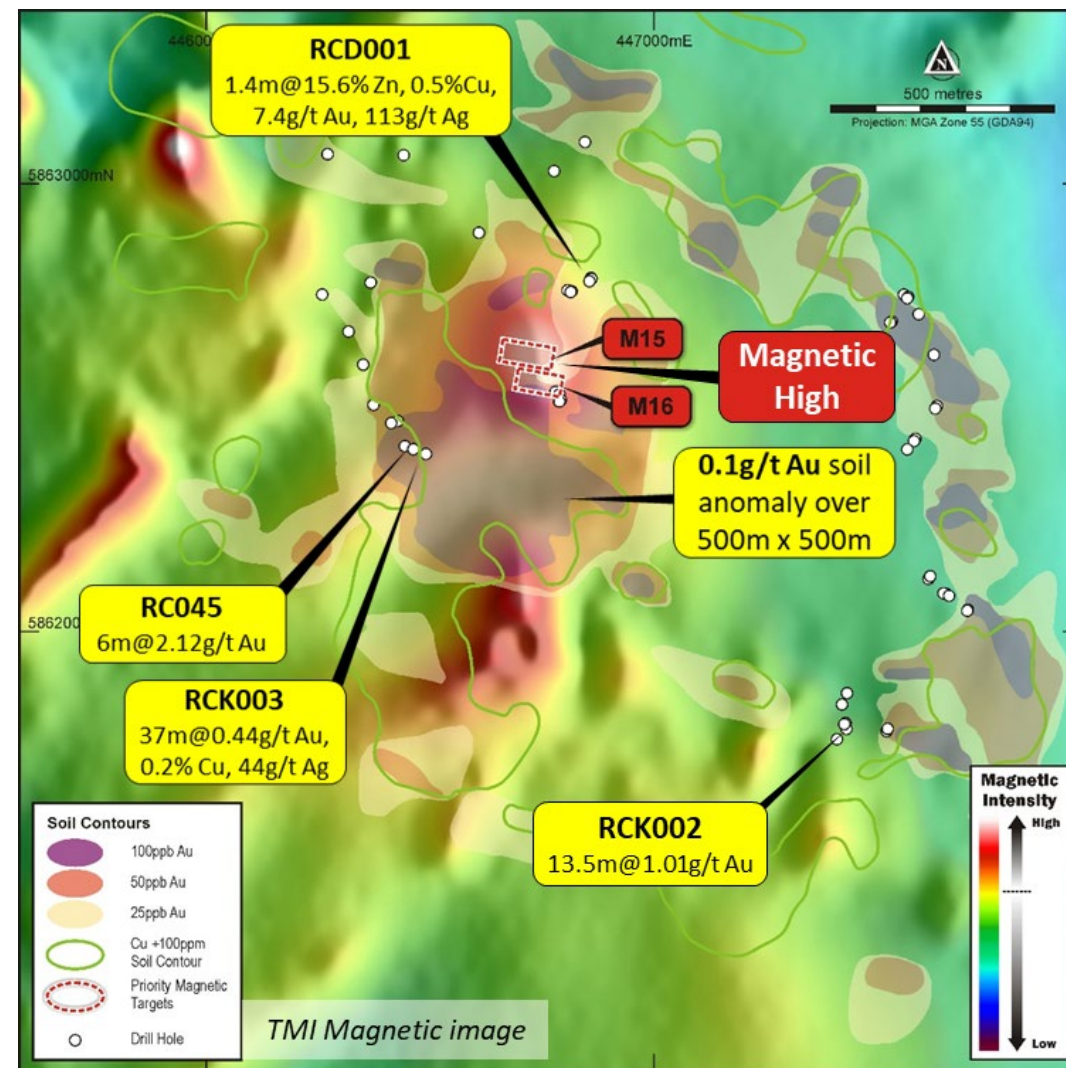 446000
447000mE
RCD001
1.4m@15.6% Zn, 0.5%Cu,
7.4g/t Au, 113g/t Ag
N
500 metres
Projection: MGA Zone 55 (GDA94)
5863000mN
M15
Magnetic
High
M16
0.1g/t Au soil
anomaly over
500m x 500m
RC045
6m@2.12g/t Au
586200
RCK003
37m@0.44g/t Au,
0.2% Cu, 44g/t Ag
RCK002
13.5m@1.01g/t Au
Soil Contours
100ppb Au
50ppb Au
25ppb Au
Cu +100ppm
Soil Contour
Priority Magnetic
Targets
Drill Hole
TMI Magnetic image
Magnetic
Intensity
High
Low